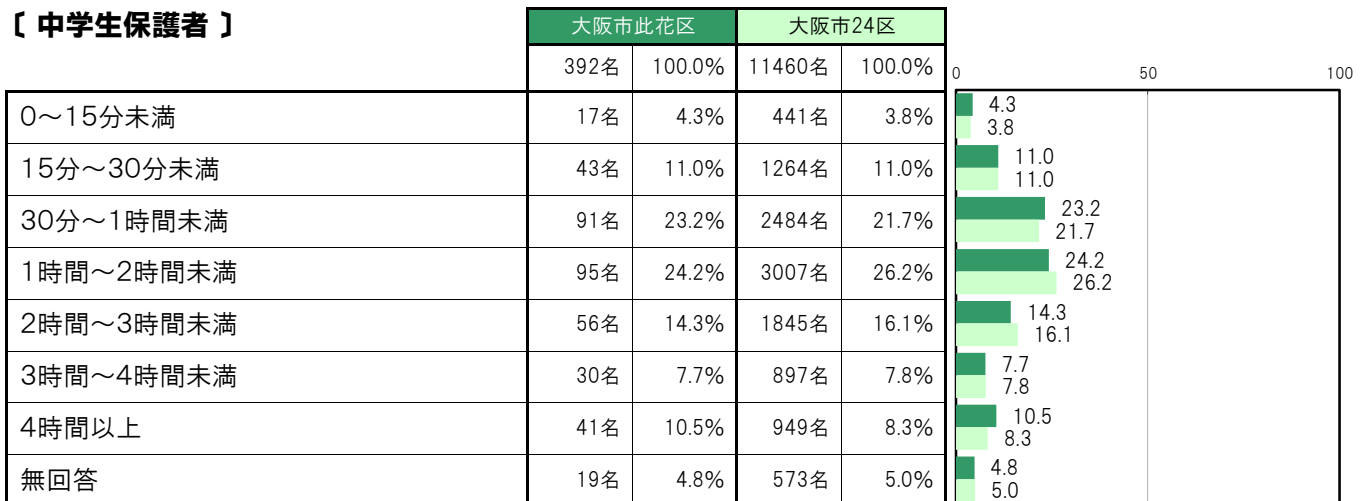 〔 中学生保護者 〕
大阪市此花区 大阪市24区
392名 100.0% 11460名 100.0%
0 50 100
0～15分未満 17名 4.3% 441名 3.8% 4.3
3.8
15分～30分未満 43名 11.0% 1264名 11.0% 11.0
11.0
30分～1時間未満 91名 23.2% 2484名 21.7% 23.2
21.7
1時間～2時間未満 95名 24.2% 3007名 26.2% 24.2
26.2
2時間～3時間未満 56名 14.3% 1845名 16.1% 14.3
16.1
3時間～4時間未満 30名 7.7% 897名 7.8% 7.7
7.8
4時間以上 41名 10.5% 949名 8.3% 10.5
8.3
無回答 19名 4.8% 573名 5.0% 4.8
5.0